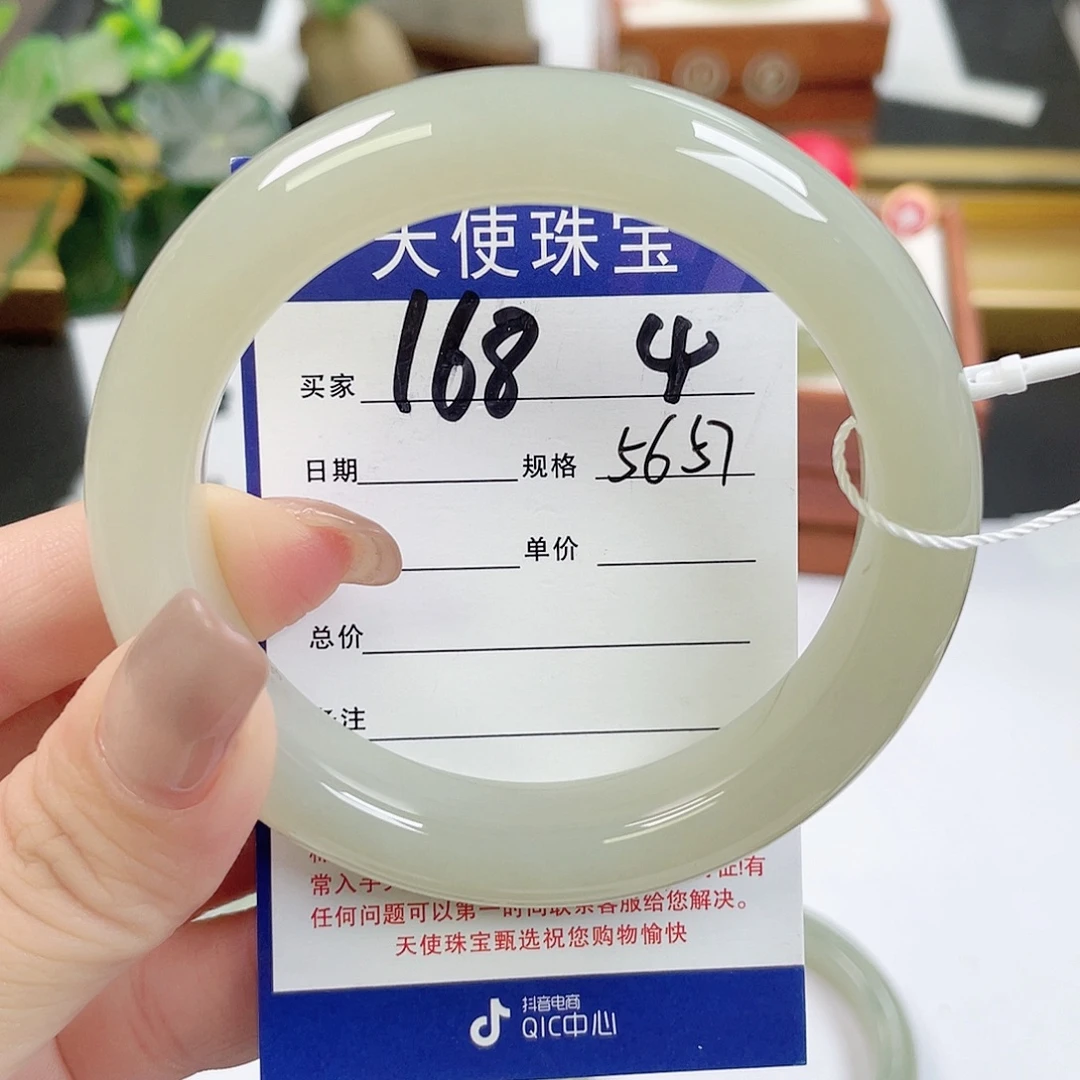 天使珠宝
买家 168 4
日期 规格 5657
单价
总价
注
常入手
任何问题可以第一时间联系客服给您解决。
天使珠宝甄选祝您购物愉快
抖音电商
QIC中心